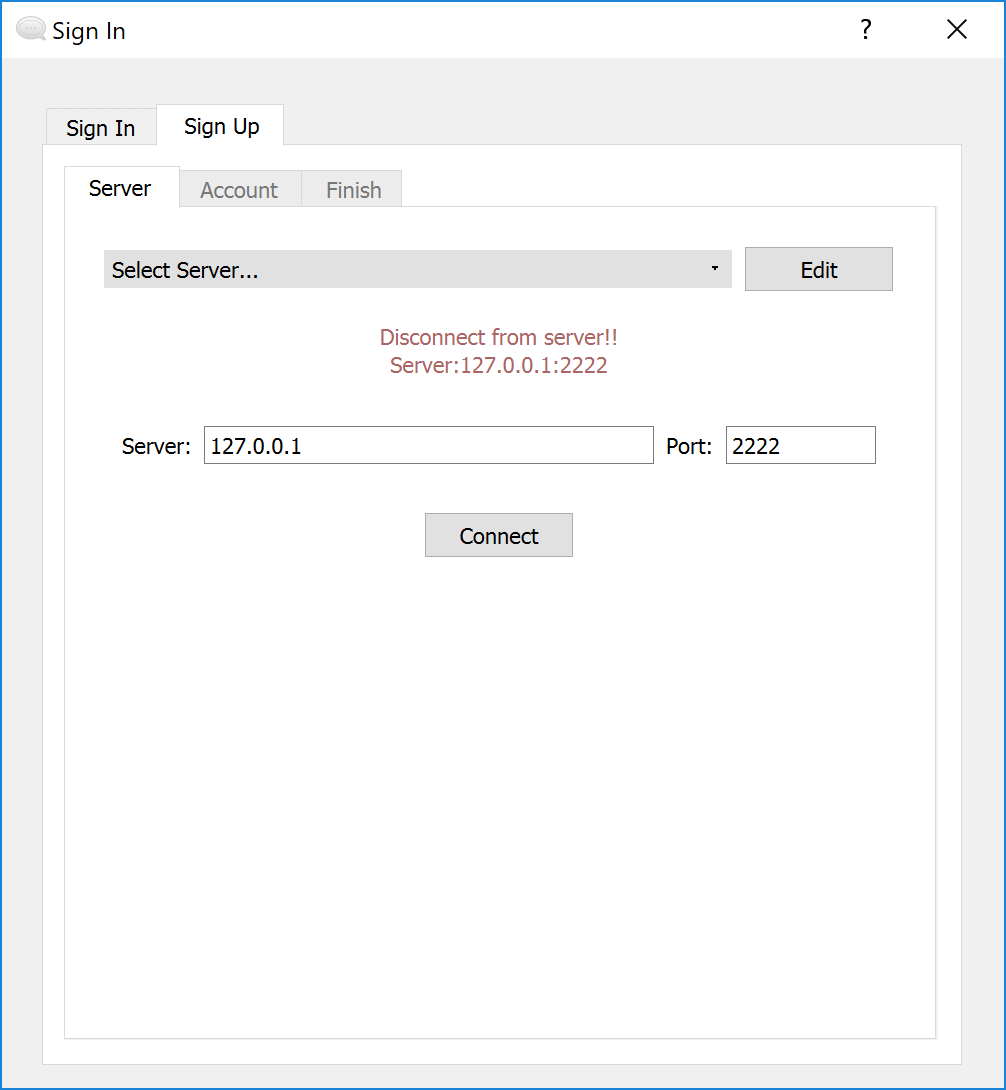 Sign In
?
Sign In
Sign Up
Server
Account
Finish
Select Server...
Edit
Disconnect from server!!
Server:127.0.0.1:2222
Server: 127.0.0.1 Port: 2222
Connect